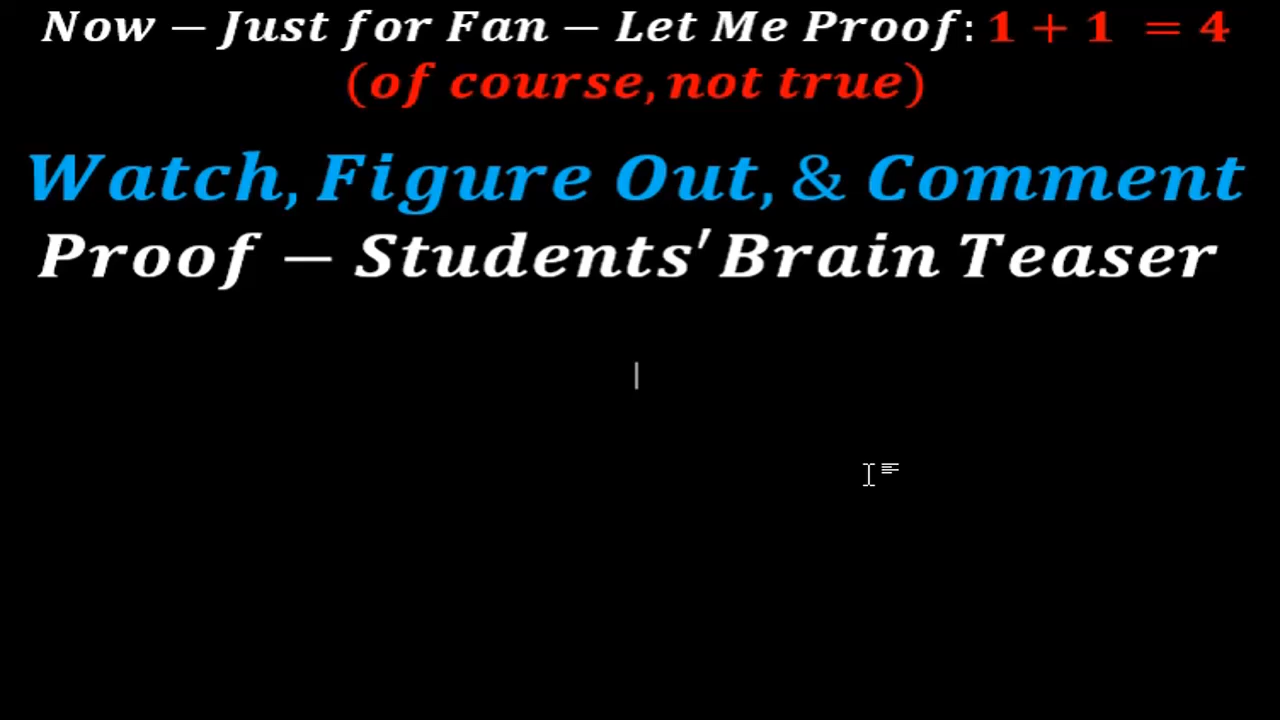 Now − Just for Fan − Let Me Proof: 1 + 1 = 4
(of course, not true)
Watch, Figure Out, & Comment
Proof − Students′ Brain Teaser